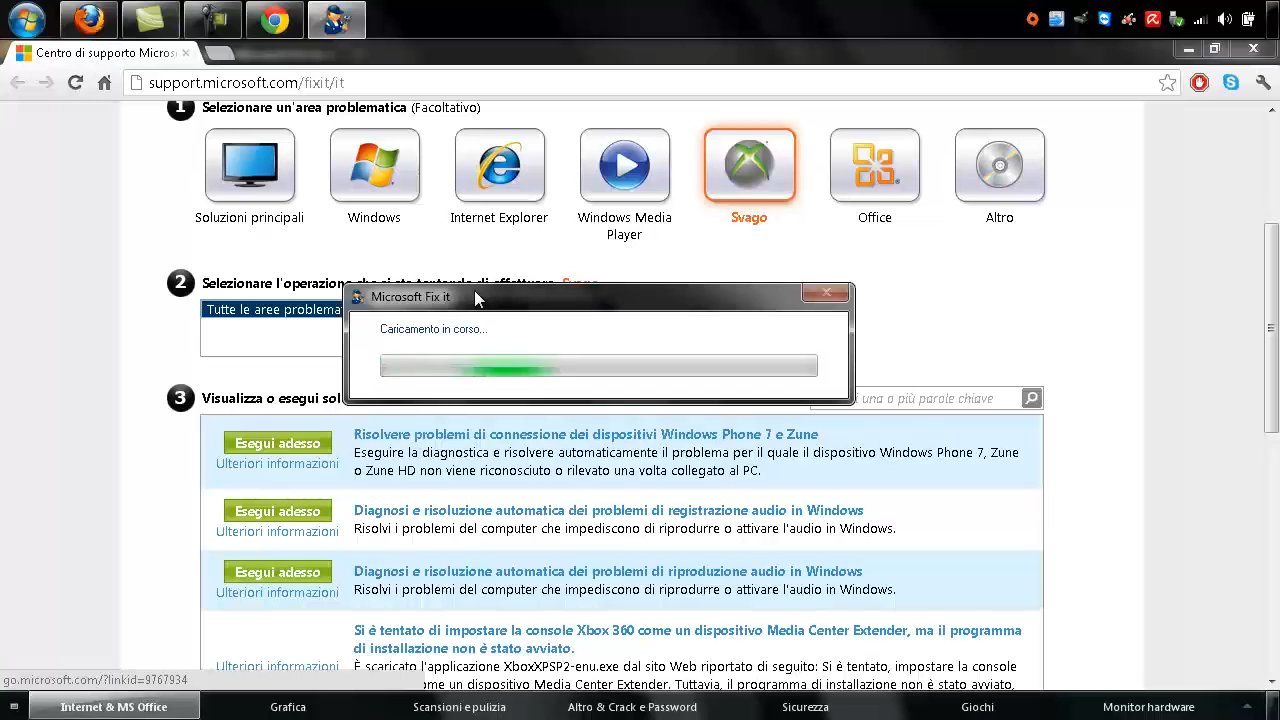 Centro di supporto Micros
support.microsoft.com/fixit/it
1 Selezionare un'area problematica (Facoltativo)
Soluzioni principali
Windows
Internet Explorer
Windows Media
Player
Svago
Office
Altro
2 Selezionare l'operazione che si sta tentando di effettuare Svago
Tutte le aree problemat
Microsoft Fix it
Caricamento in corso...
3 Visualizza o esegui sol
una o più parole chiave
Esegui adesso
Ulteriori informazioni
Risolvere problemi di connessione dei dispositivi Windows Phone 7 e Zune
Eseguire la diagnostica e risolvere automaticamente il problema per il quale il dispositivo Windows Phone 7, Zune
o Zune HD non viene riconosciuto o rilevato una volta collegato al PC.
Esegui adesso
Ulteriori informazioni
Diagnosi e risoluzione automatica dei problemi di registrazione audio in Windows
Risolvi i problemi del computer che impediscono di riprodurre o attivare l'audio in Windows.
Esegui adesso
Ulteriori informazioni
Diagnosi e risoluzione automatica dei problemi di riproduzione audio in Windows
Risolvi i problemi del computer che impediscono di riprodurre o attivare l'audio in Windows.
Si è tentato di impostare la console Xbox 360 come un dispositivo Media Center Extender, ma il programma
di installazione non è stato avviato.
Ulteriori informazioni
È scaricato l'applicazione XboxXPSP2-enu.exe dal sito Web riportato di seguito: Si è tentato, impostare la console
ome un dispositivo Media Center Extender. Tuttavia, il programma di installazione non è stato avviato,
go.microsoft.com/?linkid=9767934
Internet & MS Office
Grafica
Scansioni e pulizia
Altro & Crack e Password
Sicurezza
Giochi
Monitor hardware